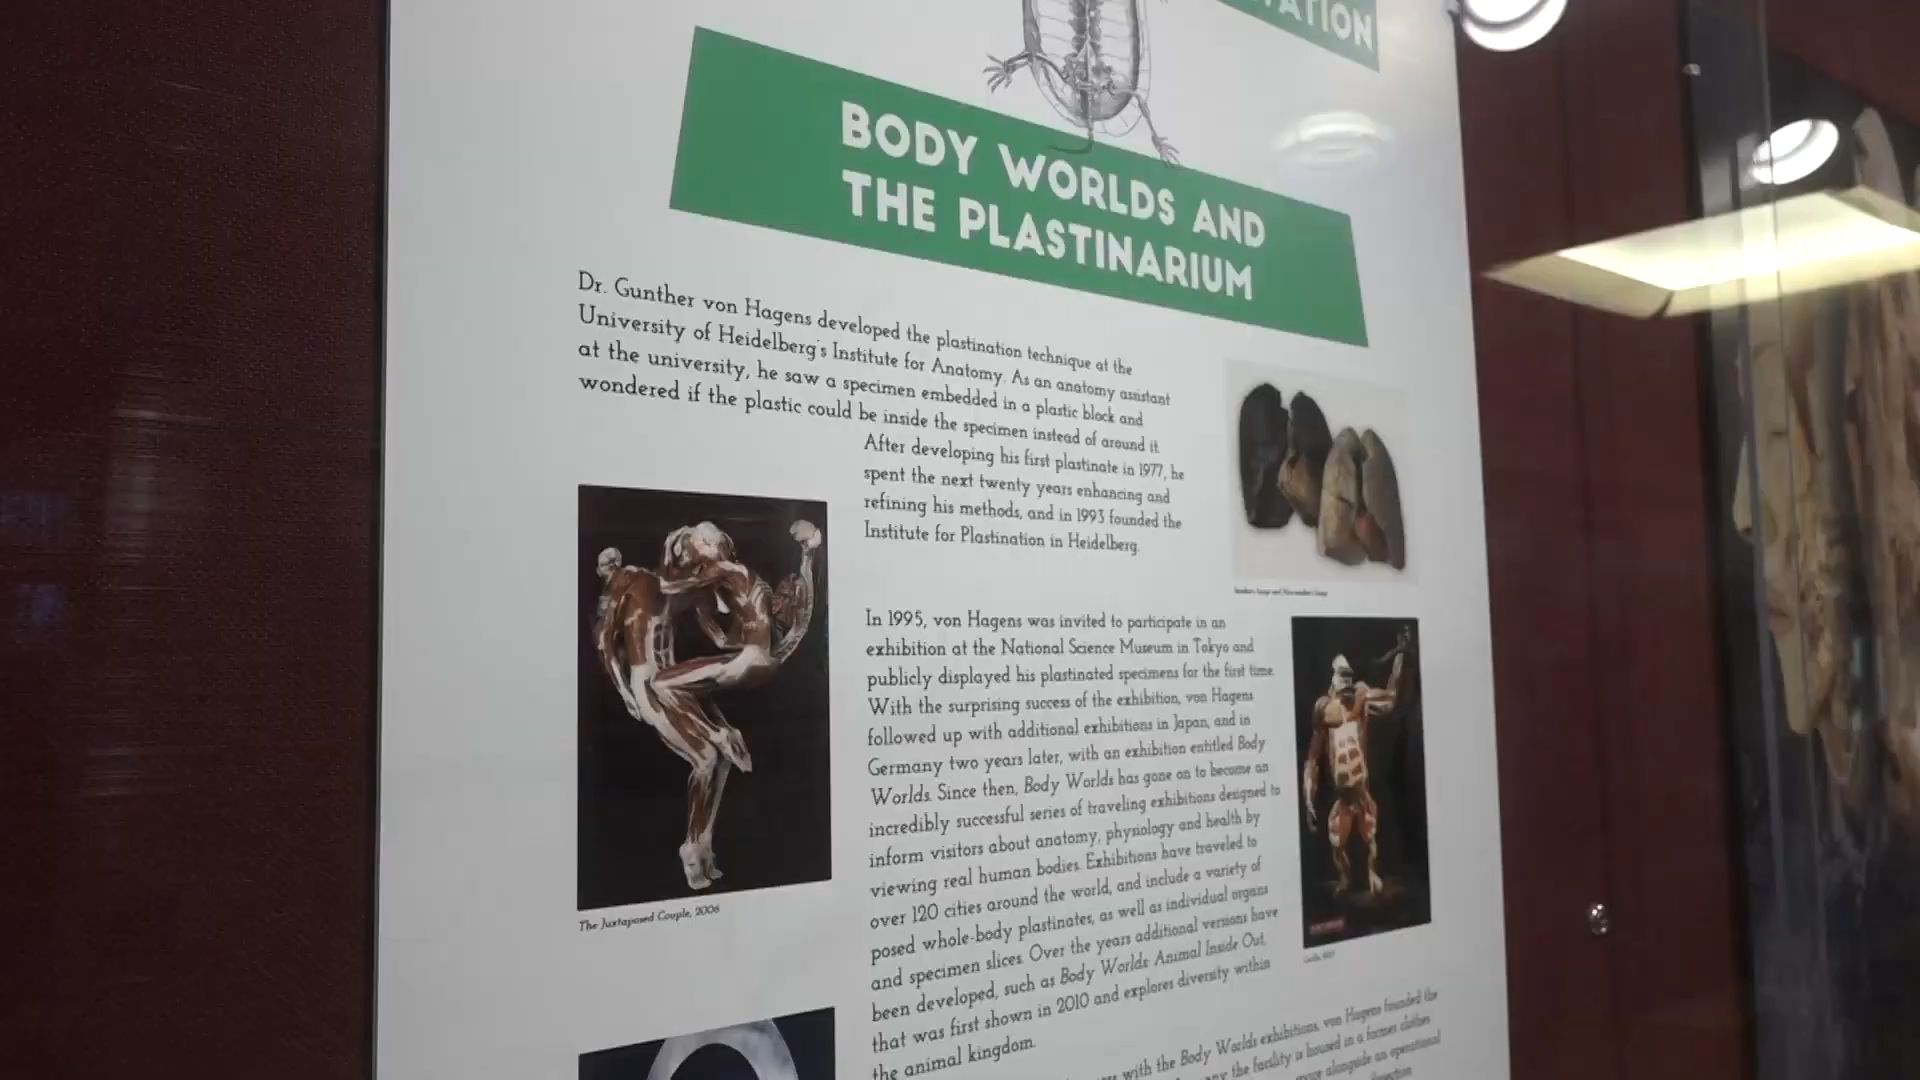 ATION
BODY WORLDS AND
THE PLASTINARIUM
Dr. Gunther von Hagens developed the plastination technique at the
University of Heidelberg's Institute for Anatomy. As an anatomy assistant
at the university, he saw a specimen embedded in a plastic block and
wondered if the plastic could be inside the specimen instead of around it.
After developing his first plastinate in 1977, he
spent the next twenty years enhancing and
refining his methods, and in 1993 founded the
Institute for Plastination in Heidelberg.
In 1995, von Hagens was invited to participate in an
exhibition at the National Science Museum in Tokyo and
publicly displayed his plastinated specimens for the first time.
With the surprising success of the exhibition, von Hagens
followed up with additional exhibitions in Japan, and in
Germany two years later, with an exhibition entitled Body
Worlds. Since then, Body Worlds has gone on to become an
incredibly successful series of traveling exhibitions designed to
inform visitors about anatomy, physiology and health by
viewing real human bodies. Exhibitions have traveled to
over 120 cities around the world, and include a variety of
posed whole-body plastinates, as well as individual organs
and specimen slices. Over the years additional versions have
been developed, such as Body Worlds: Animal Inside Out,
that was first shown in 2010 and explores diversity within
the animal kingdom.
The Juxtaposed Couple, 2006
with the Body Worlds exhibitions, von Hagens founded the
the facility is housed in a former clothes
alongside an operational